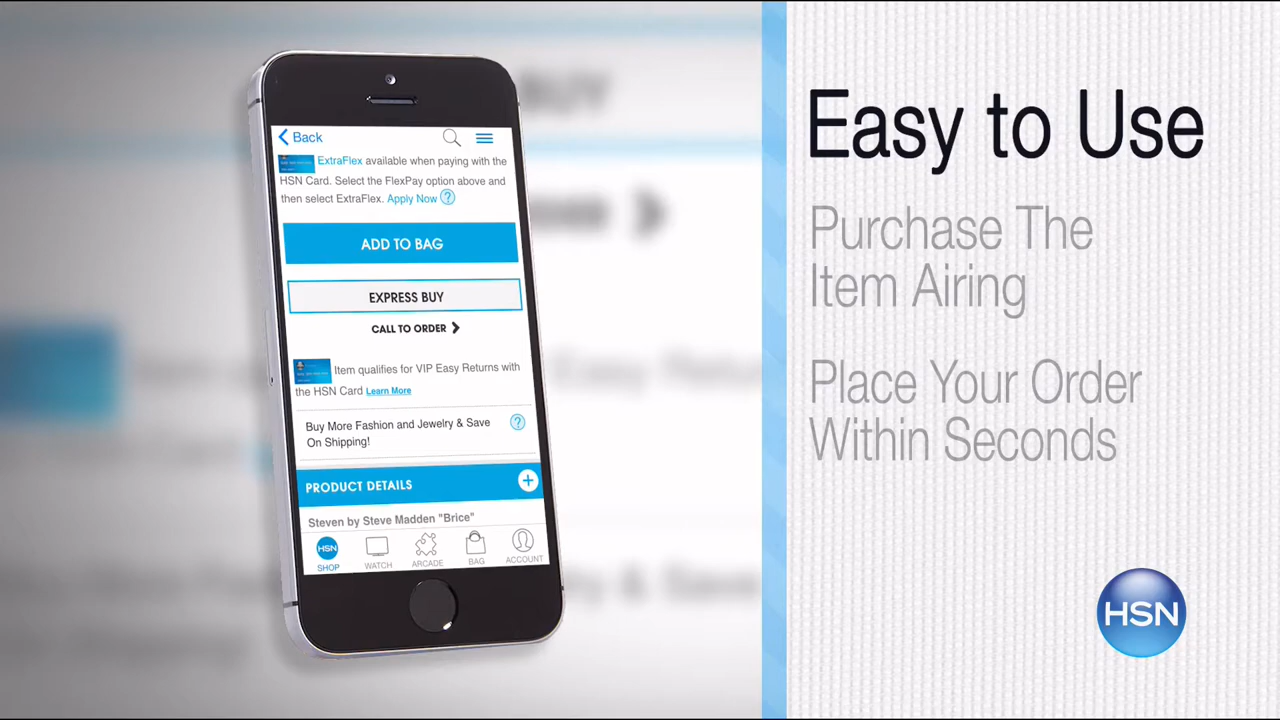 Back
ExtraFlex available when paying with the
HSN Card. Select the FlexPay option above and
then select ExtraFlex. Apply Now ?
ADD TO BAG
EXPRESS BUY
CALL TO ORDER
Item qualifies for VIP Easy Returns with
the HSN Card Learn More
Buy More Fashion and Jewelry & Save ?
On Shipping!
PRODUCT DETAILS +
Steven by Steve Madden "Brice"
HSN
SHOP WATCH ARCADE BAG ACCOUNT
Easy to Use
Purchase The
Item Airing
Place Your Order
Within Seconds
HSN